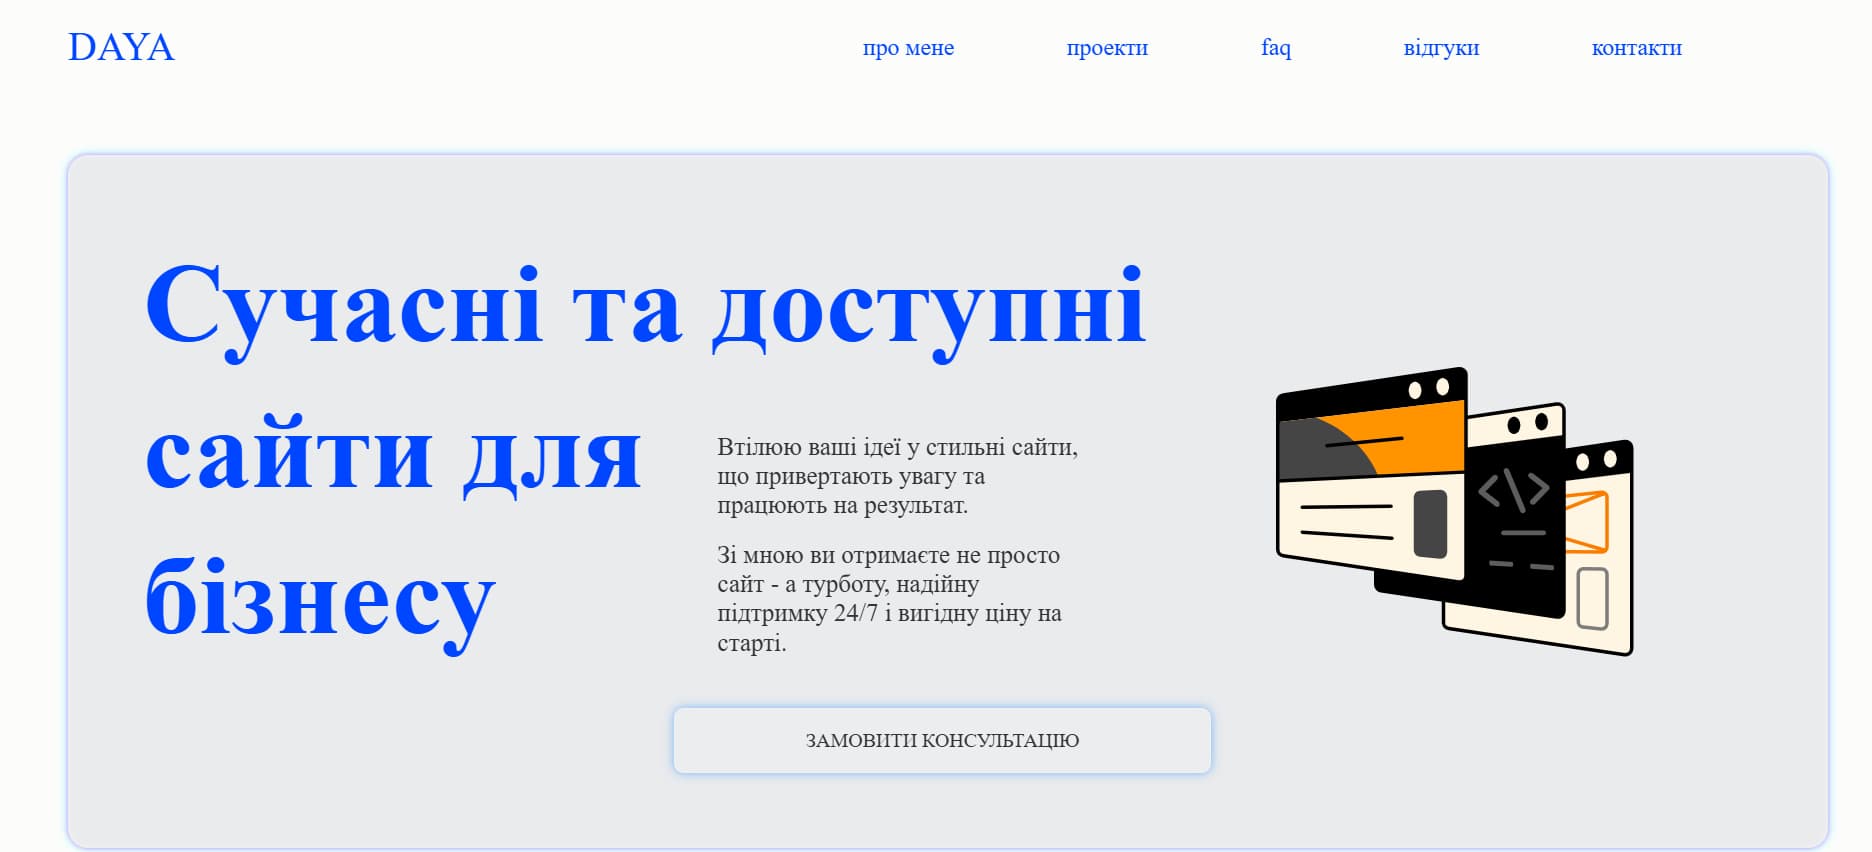 DAYA
про мене
проекти
faq
відгуки
контакти
Сучасні та доступні
сайти для
бізнесу
Втілюю ваші ідеї у стильні сайти,
що привертають увагу та
працюють на результат.
Зі мною ви отримаєте не просто
сайт - а турботу, надійну
підтримку 24/7 і вигідну ціну на
старті.
ЗАМОВИТИ КОНСУЛЬТАЦІЮ